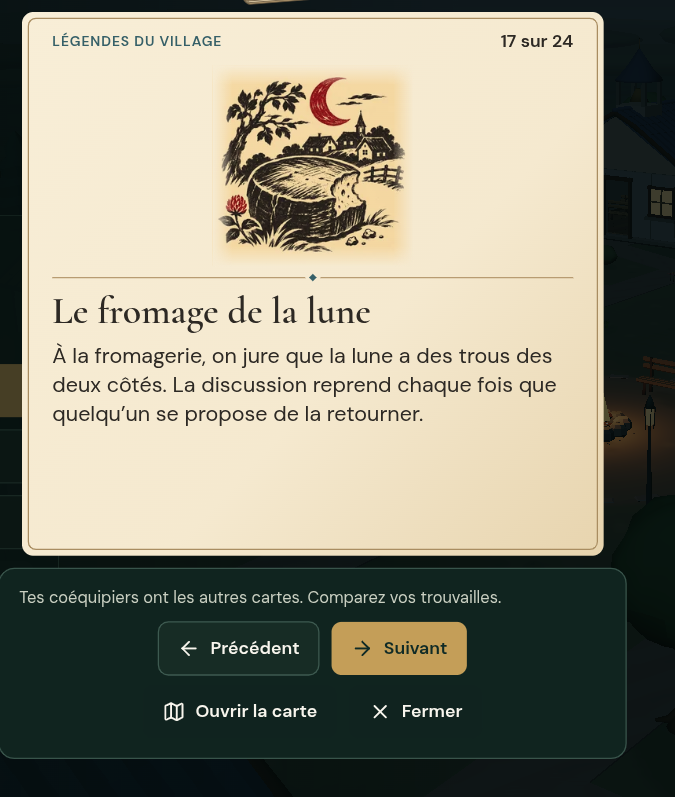 LÉGENDES DU VILLAGE
17 sur 24
Le fromage de la lune
À la fromagerie, on jure que la lune a des trous des
deux côtés. La discussion reprend chaque fois que
quelqu’un se propose de la retourner.
Tes coéquipiers ont les autres cartes. Comparez vos trouvailles.
Précédent
Suivant
Ouvrir la carte
Fermer